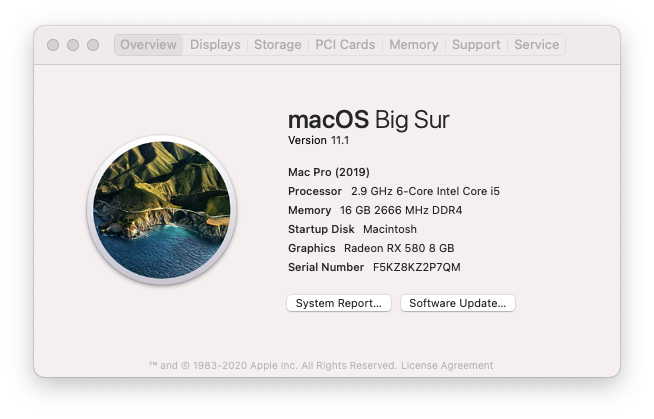 Overview Displays Storage PCI Cards Memory Support Service
macOS Big Sur
Version 11.1
Mac Pro (2019)
Processor 2.9 GHz 6-Core Intel Core i5
Memory 16 GB 2666 MHz DDR4
Startup Disk Macintosh
Graphics Radeon RX 580 8 GB
Serial Number F5KZ8KZ2P7QM
System Report... Software Update...
™ and © 1983-2020 Apple Inc. All Rights Reserved. License Agreement